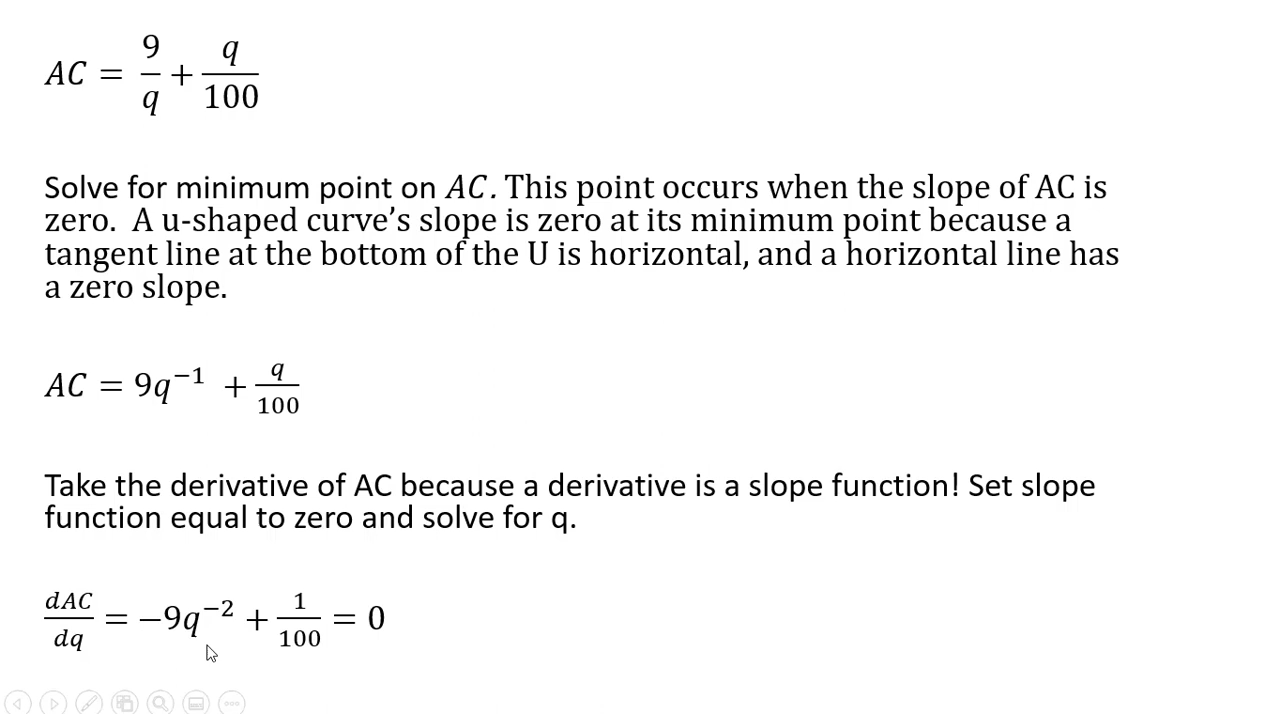 AC = 9/q + q/100
Solve for minimum point on AC. This point occurs when the slope of AC is
zero.  A u-shaped curve’s slope is zero at its minimum point because a
tangent line at the bottom of the U is horizontal, and a horizontal line has
a zero slope.
AC = 9q⁻¹ + q/100
Take the derivative of AC because a derivative is a slope function! Set slope
function equal to zero and solve for q.
dAC/dq = −9q⁻² + 1/100 = 0